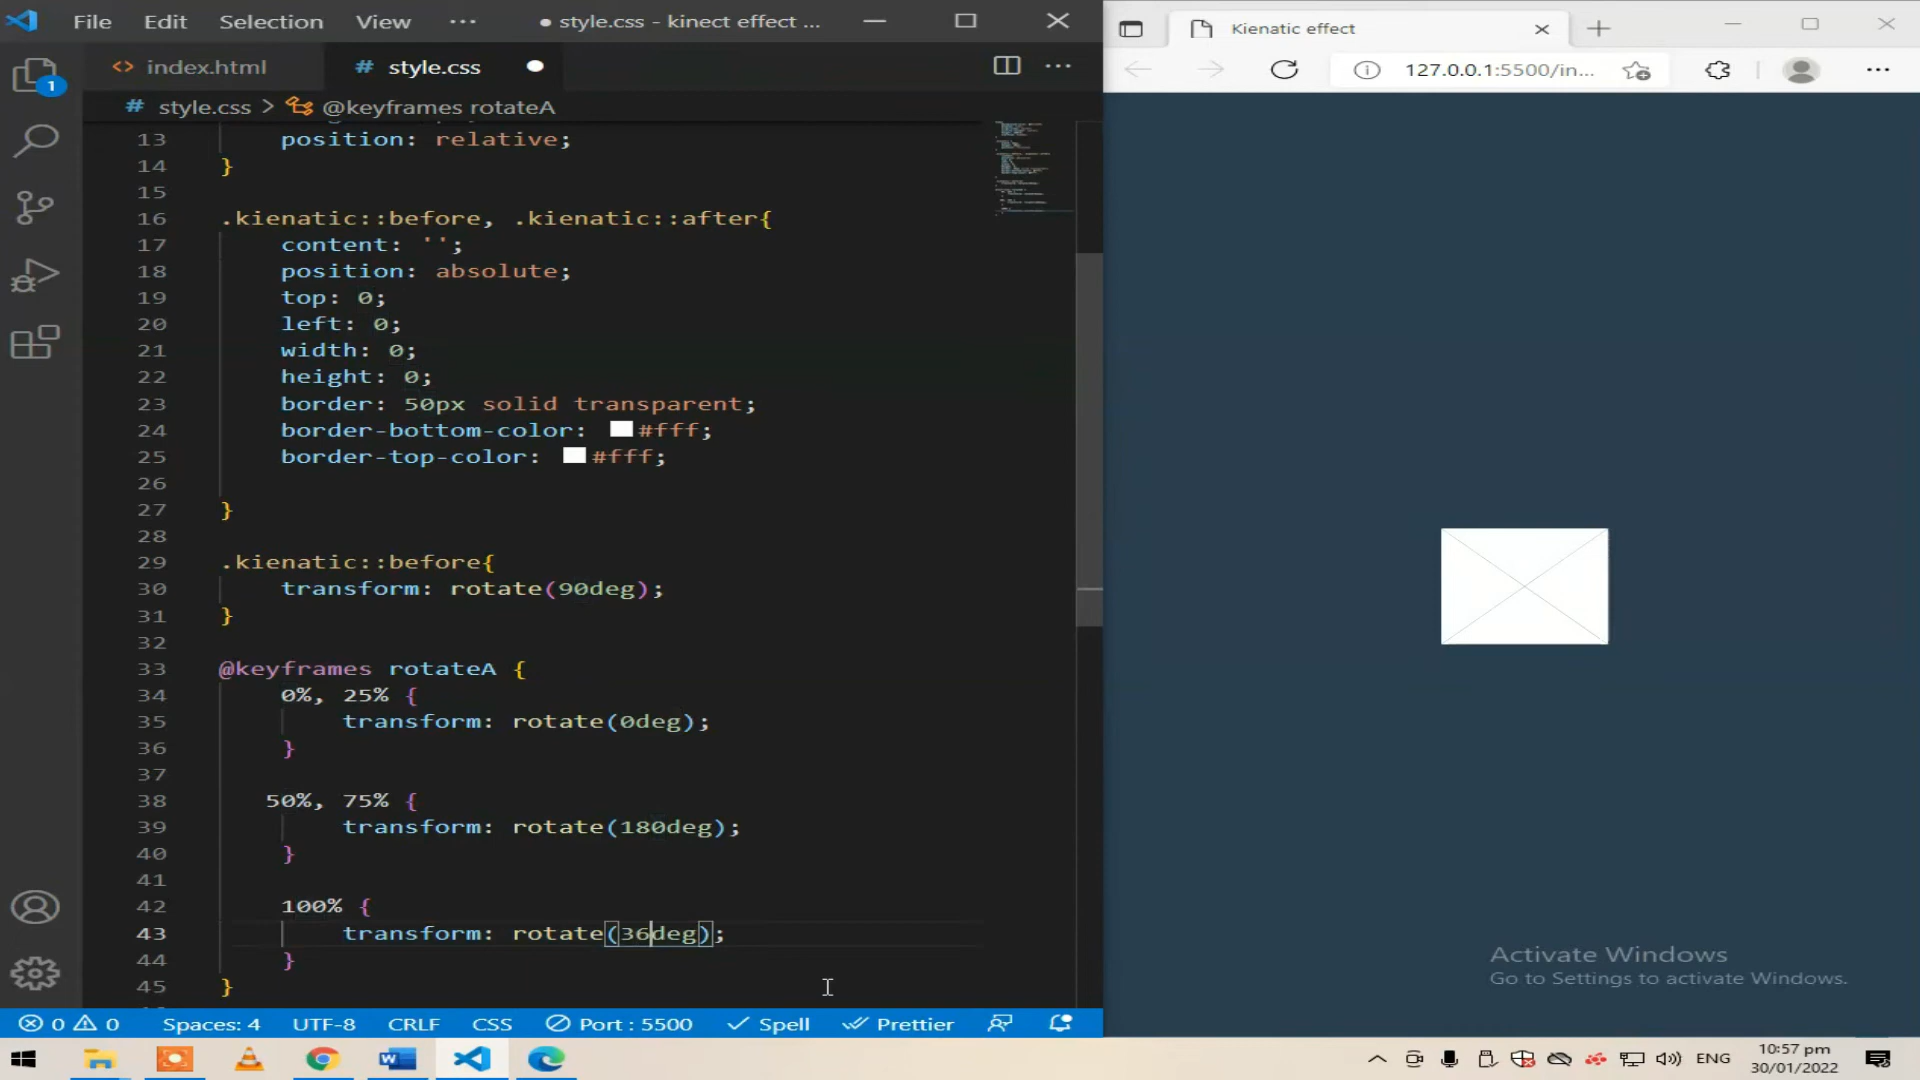 File Edit Selection View ··· ● style.css - kinect effect ...
Kienatic effect
index.html # style.css
127.0.0.1:5500/in...
1
# style.css > @keyframes rotateA
13 position: relative;
14 }
15
16 .kienatic::before, .kienatic::after{
17 content: '';
18 position: absolute;
19 top: 0;
20 left: 0;
21 width: 0;
22 height: 0;
23 border: 50px solid transparent;
24 border-bottom-color: #fff;
25 border-top-color: #fff;
26
27 }
28
29 .kienatic::before{
30 transform: rotate(90deg);
31 }
32
33 @keyframes rotateA {
34 0%, 25% {
35 transform: rotate(0deg);
36 }
37
38 50%, 75% {
39 transform: rotate(180deg);
40 }
41
42 100% {
43 transform: rotate(36deg);
44 }
45 }
Activate Windows
Go to Settings to activate Windows.
0 0 Spaces: 4 UTF-8 CRLF CSS Port : 5500 Spell Prettier
ENG
10:57 pm
30/01/2022